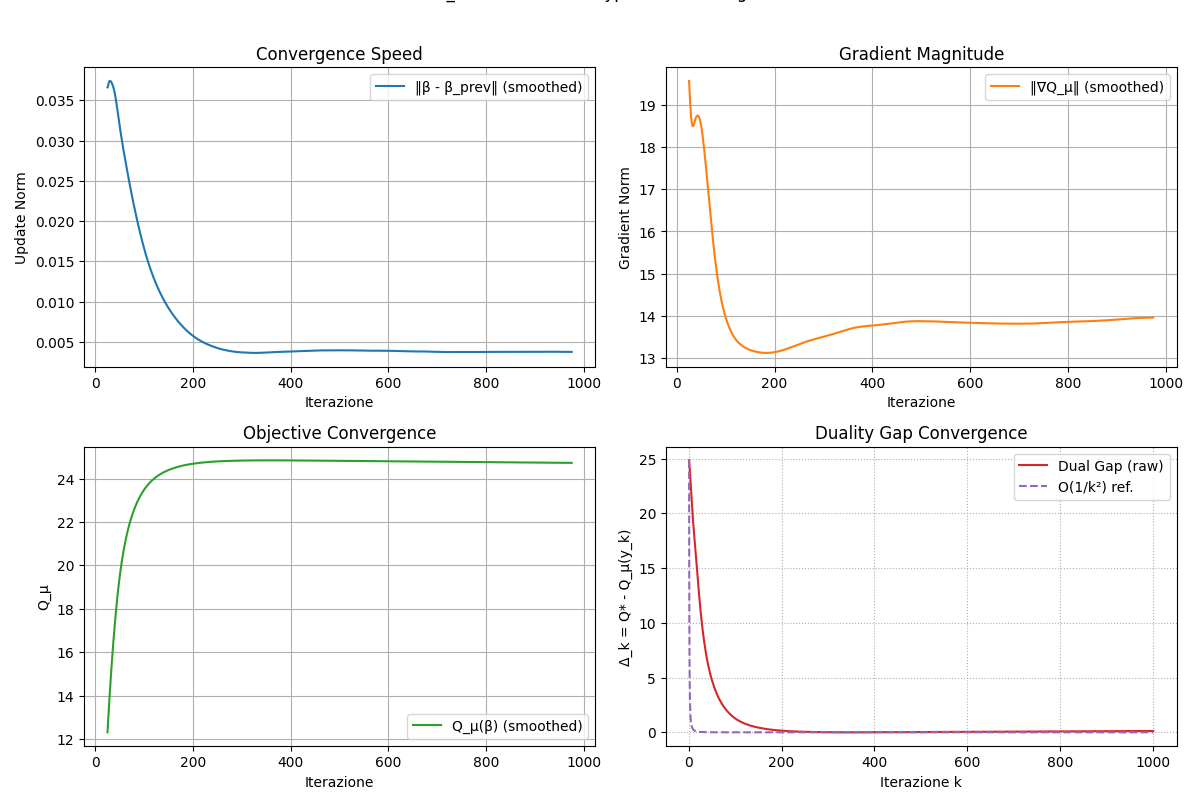 Convergence Speed
‖β - β_prev‖ (smoothed)
Update Norm
0.035
0.030
0.025
0.020
0.015
0.010
0.005
0 200 400 600 800 1000
Iterazione
Gradient Magnitude
‖∇Q_μ‖ (smoothed)
Gradient Norm
19
18
17
16
15
14
13
0 200 400 600 800 1000
Iterazione
Objective Convergence
Q_μ
24
22
20
18
16
14
12
Q_μ(β) (smoothed)
0 200 400 600 800 1000
Iterazione
Duality Gap Convergence
Dual Gap (raw)
O(1/k²) ref.
Δ_k = Q* - Q_μ(y_k)
25
20
15
10
5
0
0 200 400 600 800 1000
Iterazione k